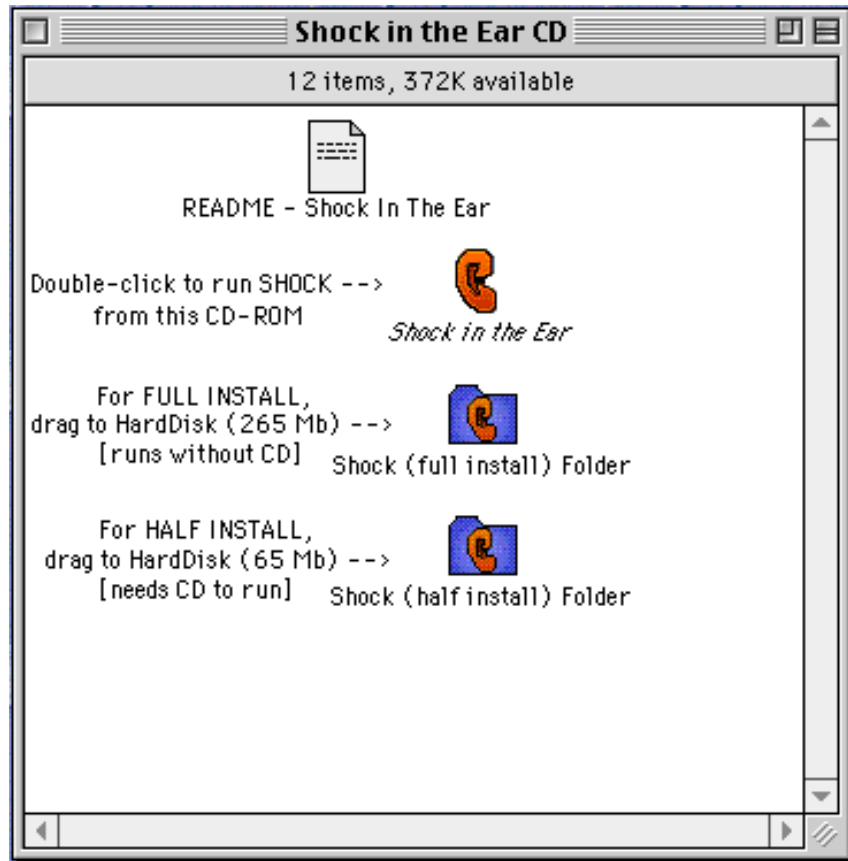 Shock in the Ear CD
12 items, 372K available
README - Shock In The Ear
Double-click to run SHOCK -->
from this CD-ROM
Shock in the Ear
For FULL INSTALL,
drag to HardDisk (265 Mb) -->
[runs without CD]
Shock (full install) Folder
For HALF INSTALL,
drag to HardDisk (65 Mb) -->
[needs CD to run]
Shock (half install) Folder